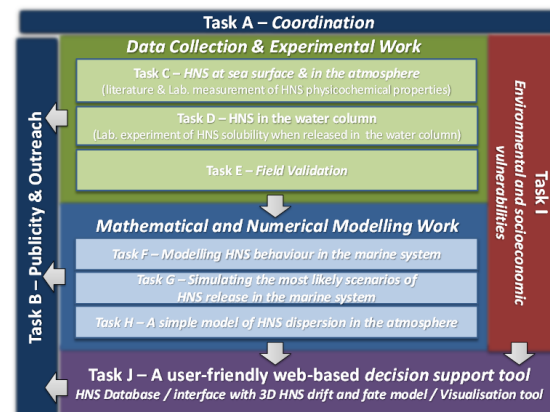 Task A – Coordination
Data Collection & Experimental Work
Task C – HNS at sea surface & in the atmosphere
(literature & Lab. measurement of HNS physicochemical properties)
Task D – HNS in the water column
(Lab. experiment of HNS solubility when released in the water column)
Task E – Field Validation
Mathematical and Numerical Modelling Work
Task F – Modelling HNS behaviour in the marine system
Task G – Simulating the most likely scenarios of
HNS release in the marine system
Task H – A simple model of HNS dispersion in the atmosphere
Task B – Publicity & Outreach
Task I
Environmental and socioeconomic
vulnerabilities
Task J – A user-friendly web-based decision support tool
HNS Database / interface with 3D HNS drift and fate model / Visualisation tool